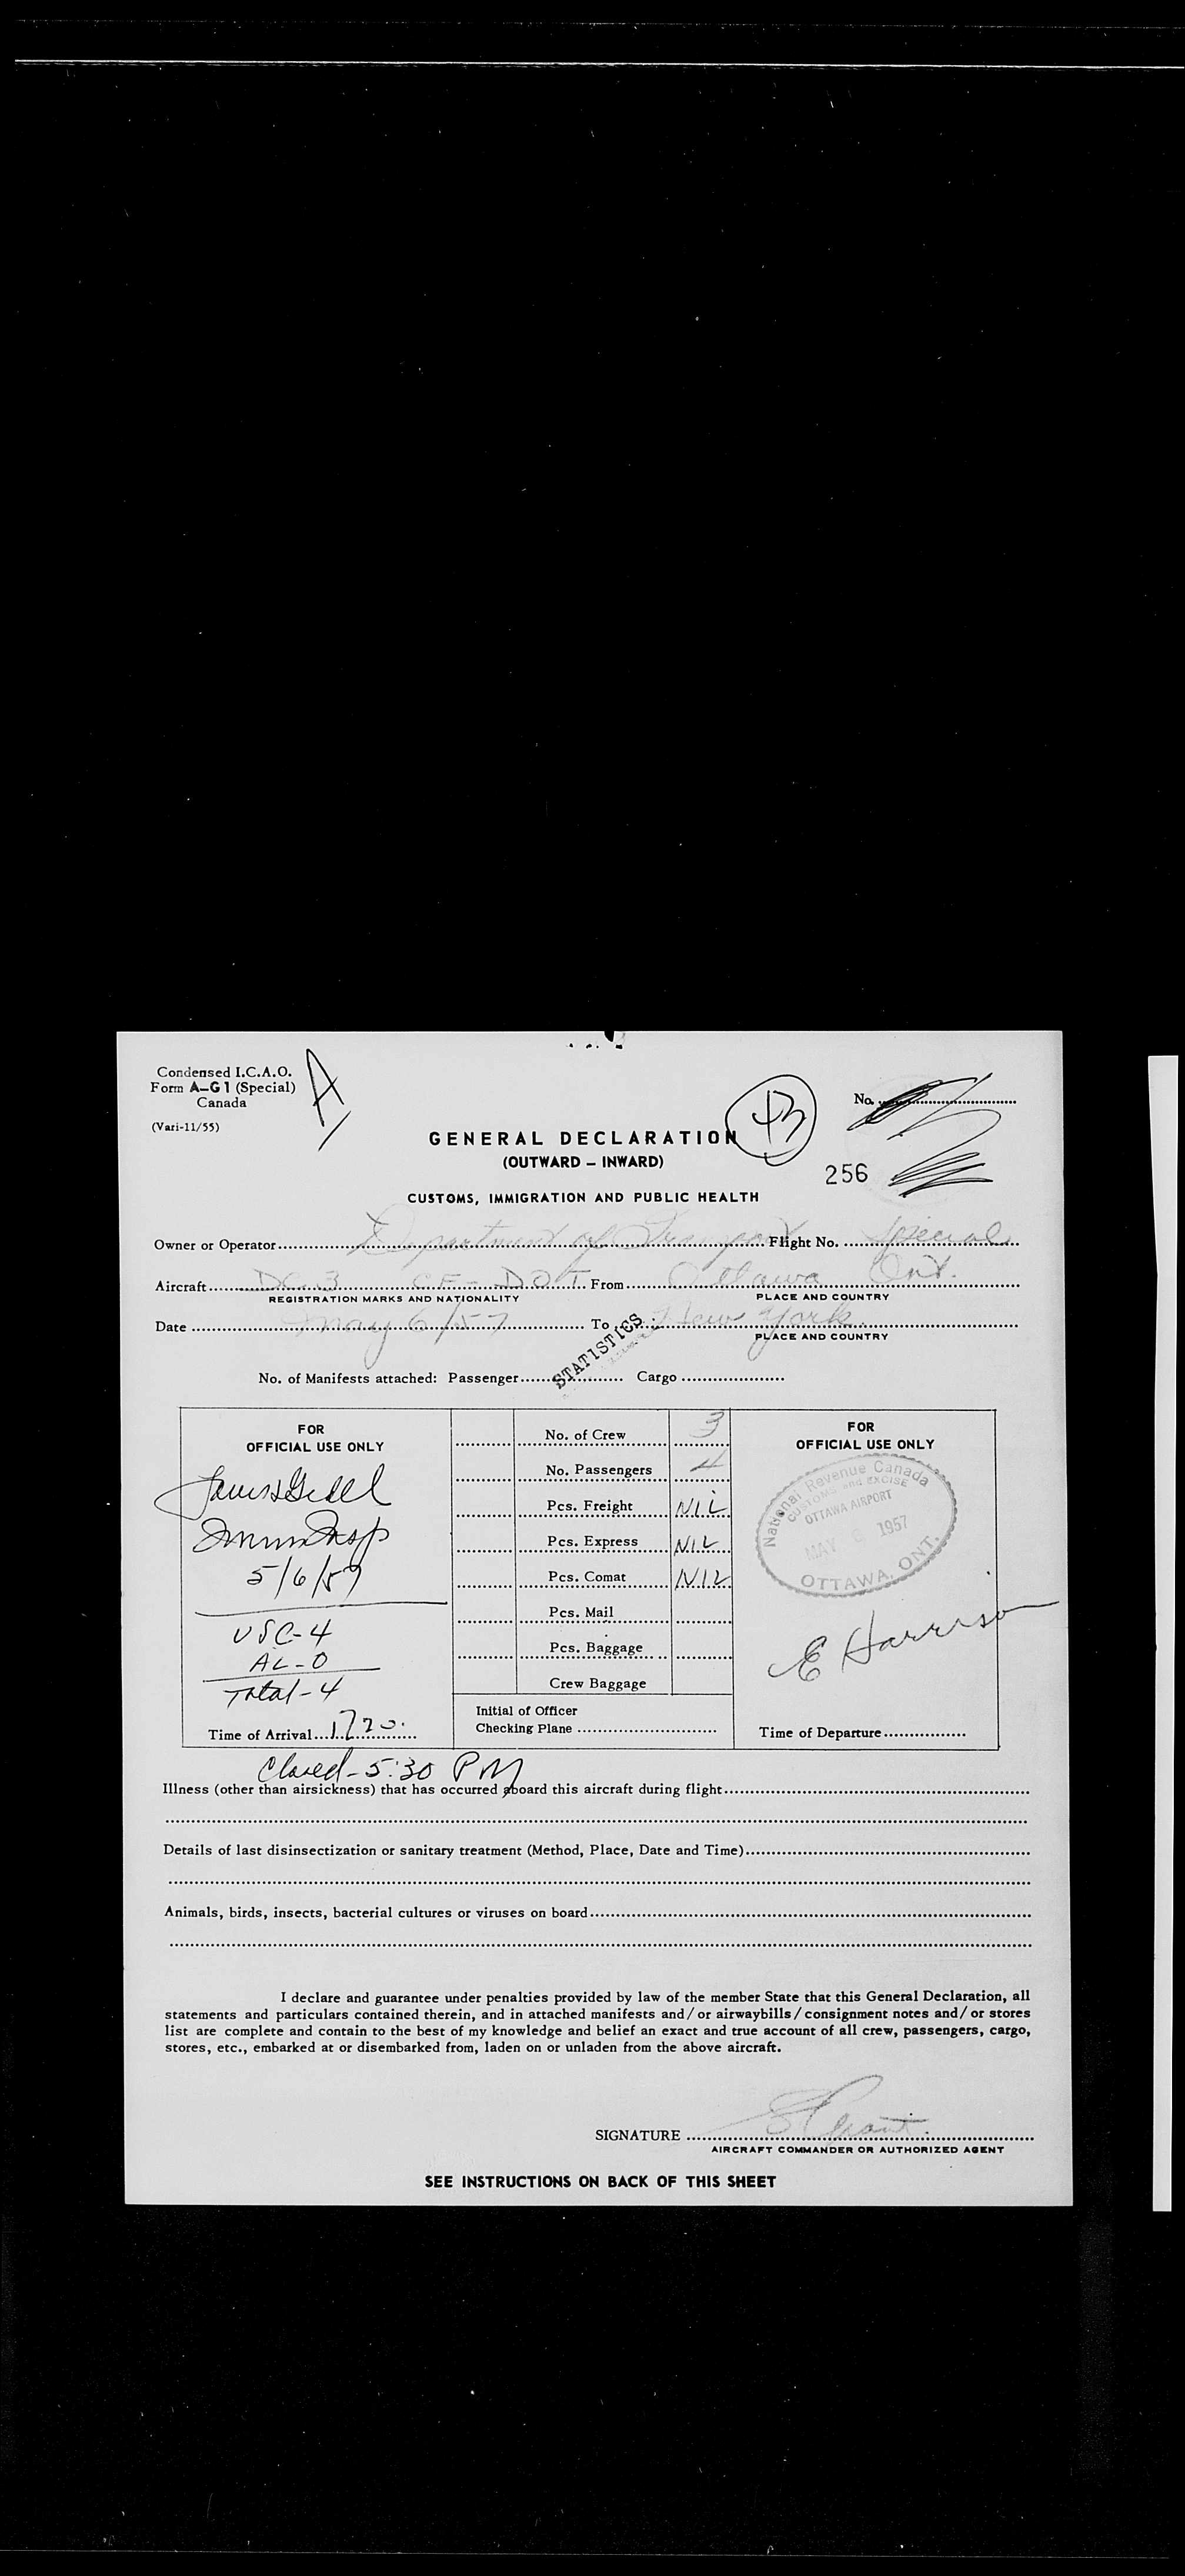 Condensed I.C.A.O.
Form A–G1 (Special)
Canada
(Vari-11/55)
A
No.
GENERAL DECLARATION
(OUTWARD – INWARD)
256
CUSTOMS, IMMIGRATION AND PUBLIC HEALTH
Owner or Operator Department of Transport Flight No. Special
Aircraft DC.3 CF-DOT From Ottawa Ont.
REGISTRATION MARKS AND NATIONALITY PLACE AND COUNTRY
Date May 6/57 To New York
PLACE AND COUNTRY
STATISTICS
No. of Manifests attached: Passenger Cargo
FOR
OFFICIAL USE ONLY
5/6/57
USC-4
AL-0
Total-4
Time of Arrival 1720.
No. of Crew 3
No. Passengers 4
Pcs. Freight NIL
Pcs. Express NIL
Pcs. Comat NIL
Pcs. Mail
Pcs. Baggage
Crew Baggage
Initial of Officer
Checking Plane
FOR
OFFICIAL USE ONLY
National Revenue Canada
CUSTOMS and EXCISE
OTTAWA AIRPORT
MAY 6 1957
OTTAWA, ONT.
E Harrison
Time of Departure
Closed-5:30 PM
Illness (other than airsickness) that has occurred aboard this aircraft during flight
Details of last disinsectization or sanitary treatment (Method, Place, Date and Time)
Animals, birds, insects, bacterial cultures or viruses on board
I declare and guarantee under penalties provided by law of the member State that this General Declaration, all
statements and particulars contained therein, and in attached manifests and/or airwaybills/consignment notes and/or stores
list are complete and contain to the best of my knowledge and belief an exact and true account of all crew, passengers, cargo,
stores, etc., embarked at or disembarked from, laden on or unladen from the above aircraft.
SIGNATURE
AIRCRAFT COMMANDER OR AUTHORIZED AGENT
SEE INSTRUCTIONS ON BACK OF THIS SHEET